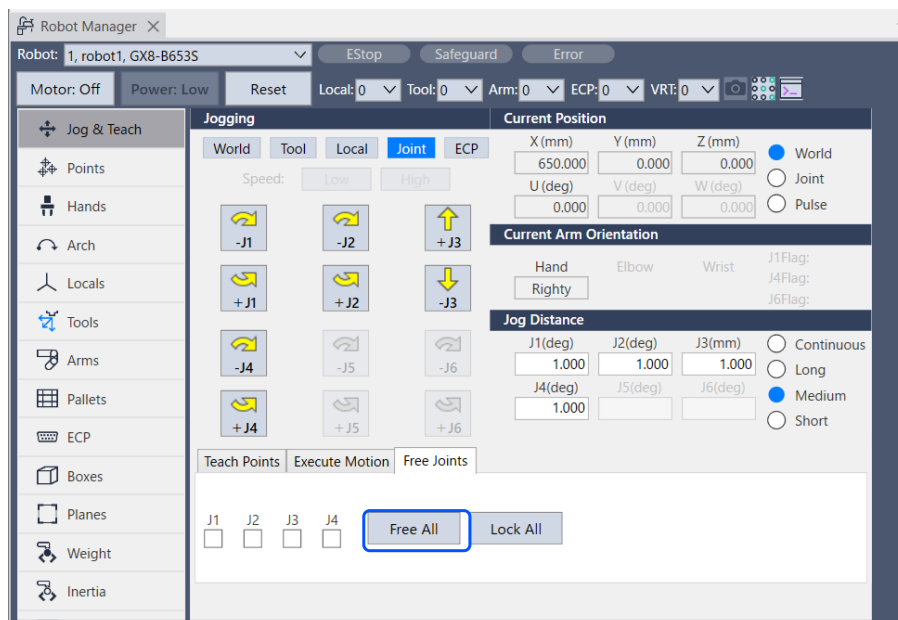 Robot Manager
Robot: 1, robot1, GX8-B653S EStop Safeguard Error
Motor: Off Power: Low Reset Local: 0 Tool: 0 Arm: 0 ECP: 0 VRT: 0
Jog & Teach
Points
Hands
Arch
Locals
Tools
Arms
Pallets
ECP
Boxes
Planes
Weight
Inertia
Jogging
World Tool Local Joint ECP
Speed: Low High
-J1 -J2 +J3
+J1 +J2 -J3
-J4 -J5 -J6
+J4 +J5 +J6
Current Position
X (mm) Y (mm) Z (mm)
650.000 0.000 0.000
U (deg) V (deg) W (deg)
0.000 0.000 0.000
World
Joint
Pulse
Current Arm Orientation
Hand Elbow Wrist
Righty
J1Flag:
J4Flag:
J6Flag:
Jog Distance
J1(deg) J2(deg) J3(mm)
1.000 1.000 1.000
J4(deg) J5(deg) J6(deg)
1.000
Continuous
Long
Medium
Short
Teach Points Execute Motion Free Joints
J1 J2 J3 J4
Free All Lock All